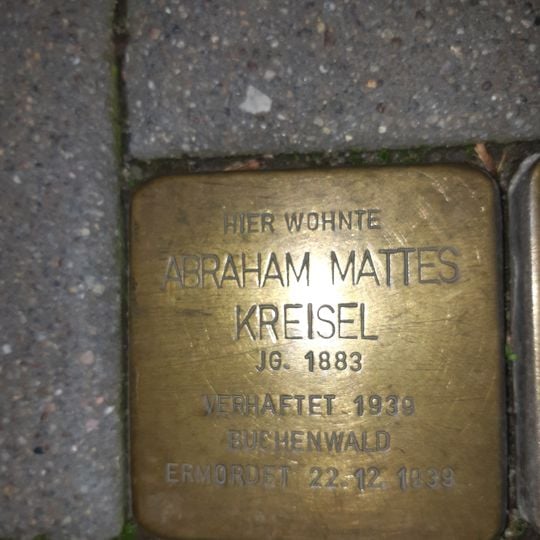 HIER WOHNTE
ABRAHAM MATTES
KREISEL
JG. 1883
VERHAFTET 1939
BUCHENWALD
ERMORDET 22.12.1939